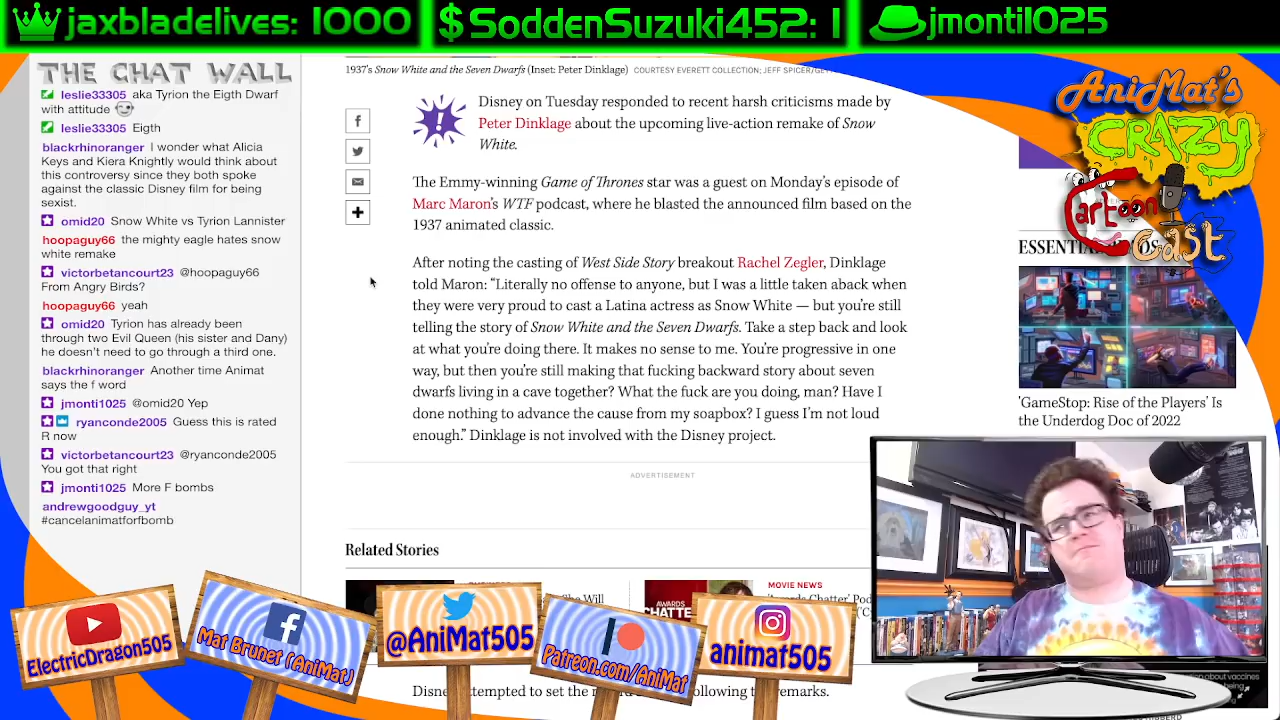 jaxbladelives: 1000
$ SoddenSuzuki452: 1
jmonti1025
THE CHAT WALL
leslie33305 aka Tyrion the Eigth Dwarf
with attitude
leslie33305 Eigth
blackrhinoranger I wonder what Alicia
Keys and Kiera Knightly would think about
this controversy since they both spoke
against the classic Disney film for being
sexist.
omid20 Snow White vs Tyrion Lannister
hoopaguy66 the mighty eagle hates snow
white remake
victorbetancourt23 @hoopaguy66
From Angry Birds?
hoopaguy66 yeah
omid20 Tyrion has already been
through two Evil Queen (his sister and Dany)
he doesn't need to go through a third one.
blackrhinoranger Another time Animat
says the f word
jmonti1025 @omid20 Yep
ryanconde2005 Guess this is rated
R now
victorbetancourt23 @ryanconde2005
You got that right
jmonti1025 More F bombs
andrewgoodguy_yt
#cancelanimatforfbomb
1937's Snow White and the Seven Dwarfs (Inset: Peter Dinklage) COURTESY EVERETT COLLECTION; JEFF SPICER/
Disney on Tuesday responded to recent harsh criticisms made by
Peter Dinklage about the upcoming live-action remake of Snow
White.
The Emmy-winning Game of Thrones star was a guest on Monday's episode of
Marc Maron's WTF podcast, where he blasted the announced film based on the
1937 animated classic.
After noting the casting of West Side Story breakout Rachel Zegler, Dinklage
told Maron: “Literally no offense to anyone, but I was a little taken aback when
they were very proud to cast a Latina actress as Snow White — but you're still
telling the story of Snow White and the Seven Dwarfs. Take a step back and look
at what you're doing there. It makes no sense to me. You're progressive in one
way, but then you're still making that fucking backward story about seven
dwarfs living in a cave together? What the fuck are you doing, man? Have I
done nothing to advance the cause from my soapbox? I guess I'm not loud
enough.” Dinklage is not involved with the Disney project.
ADVERTISEMENT
Related Stories
MOVIE NEWS
The Will
AWARDS
CHATTE
'Awards Chatter' Pod
AniMat's
CRAZY
Cartoon
Cast
'GameStop: Rise of the Players' Is
the Underdog Doc of 2022
ElectricDragon505
Mat Brunet (AniMat)
@AniMat505
Patreon.com/AniMat
animat505
about vaccines